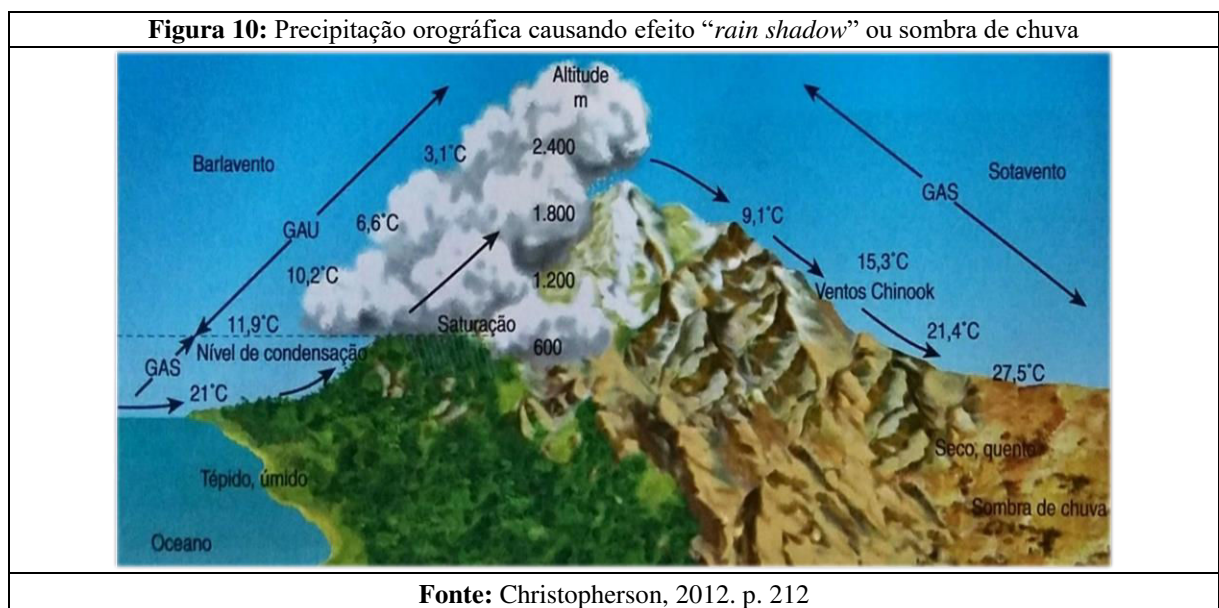 Figura 10: Precipitação orográfica causando efeito “rain shadow” ou sombra de chuva
Altitude
m
Barlavento
3,1°C
2.400
Sotavento
GAS
GAU
6,6°C
1.800
9,1°C
10,2°C
1.200
15,3°C
Ventos Chinook
11,9°C
Saturação
21,4°C
Nível de condensação
600
GAS
21°C
27,5°C
Seco, quente
Tépido, úmido
Sombra de chuva
Oceano
Fonte: Christopherson, 2012. p. 212